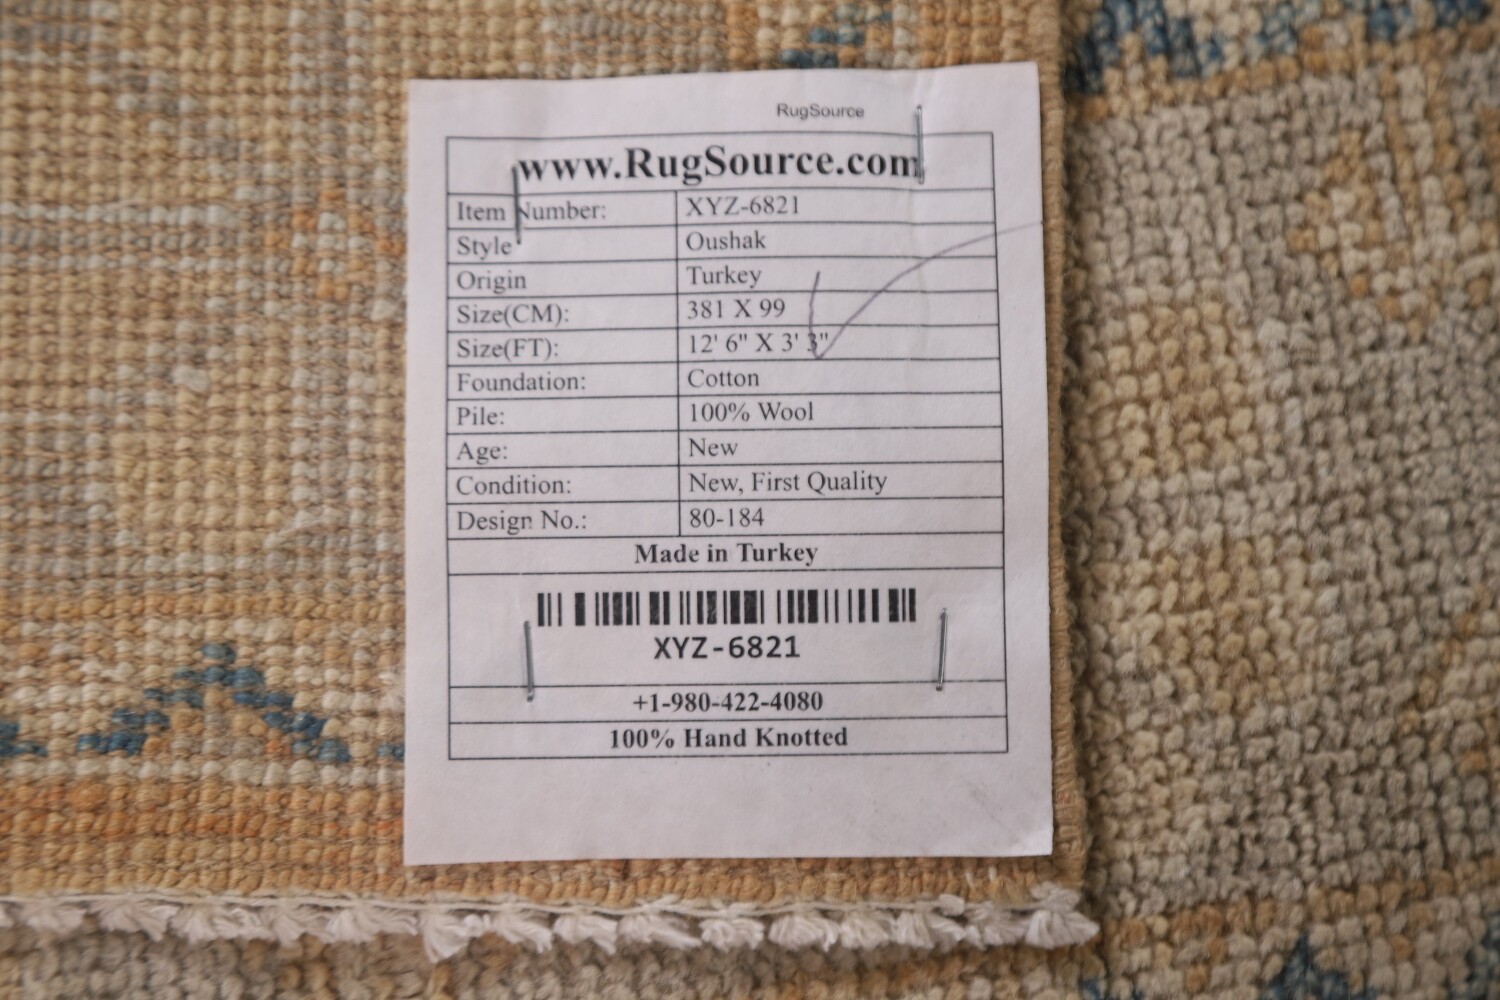 RugSource
www.RugSource.com
Item Number: XYZ-6821
Style Oushak
Origin Turkey
Size(CM): 381 X 99
Size(FT): 12' 6" X 3' 3"
Foundation: Cotton
Pile: 100% Wool
Age: New
Condition: New, First Quality
Design No.: 80-184
Made in Turkey
XYZ-6821
+1-980-422-4080
100% Hand Knotted